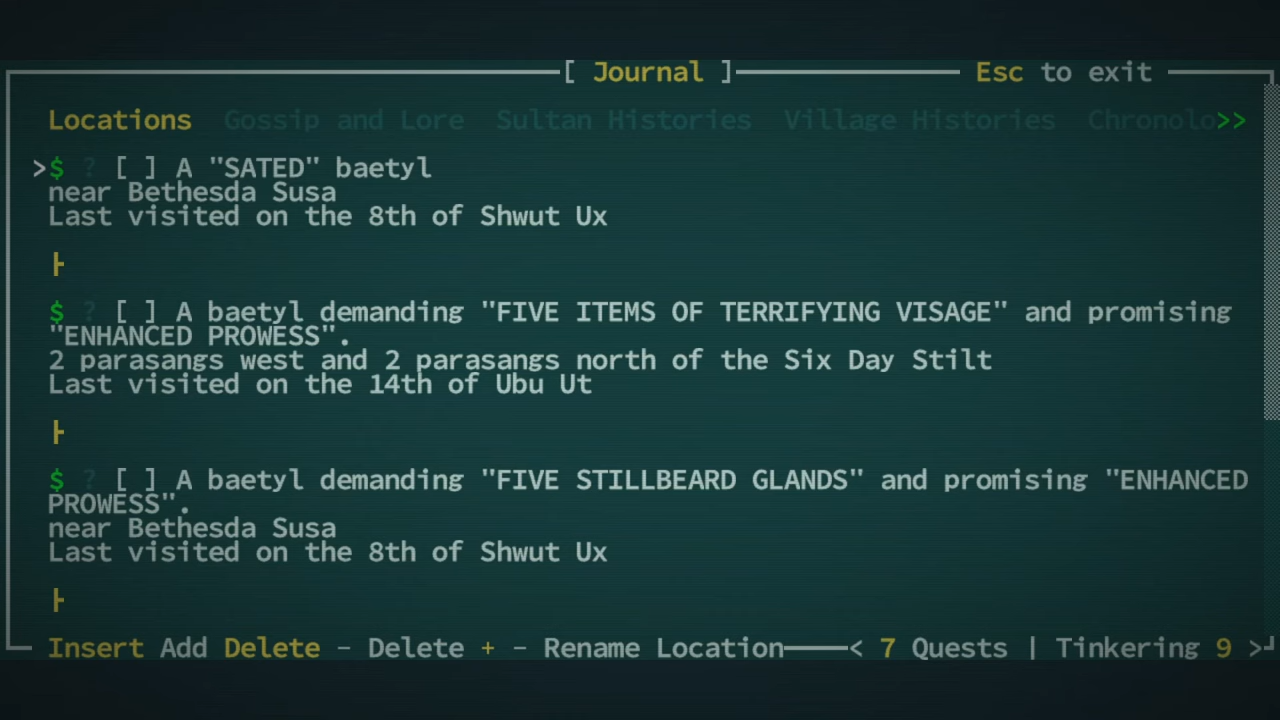 [ Journal ] Esc to exit
Locations Gossip and Lore Sultan Histories Village Histories Chronolo>>
>$ ? [ ] A "SATED" baetyl
near Bethesda Susa
Last visited on the 8th of Shwut Ux
$ ? [ ] A baetyl demanding "FIVE ITEMS OF TERRIFYING VISAGE" and promising
"ENHANCED PROWESS".
2 parasangs west and 2 parasangs north of the Six Day Stilt
Last visited on the 14th of Ubu Ut
$ ? [ ] A baetyl demanding "FIVE STILLBEARD GLANDS" and promising "ENHANCED
PROWESS".
near Bethesda Susa
Last visited on the 8th of Shwut Ux
Insert Add Delete - Delete + - Rename Location < 7 Quests | Tinkering 9 >